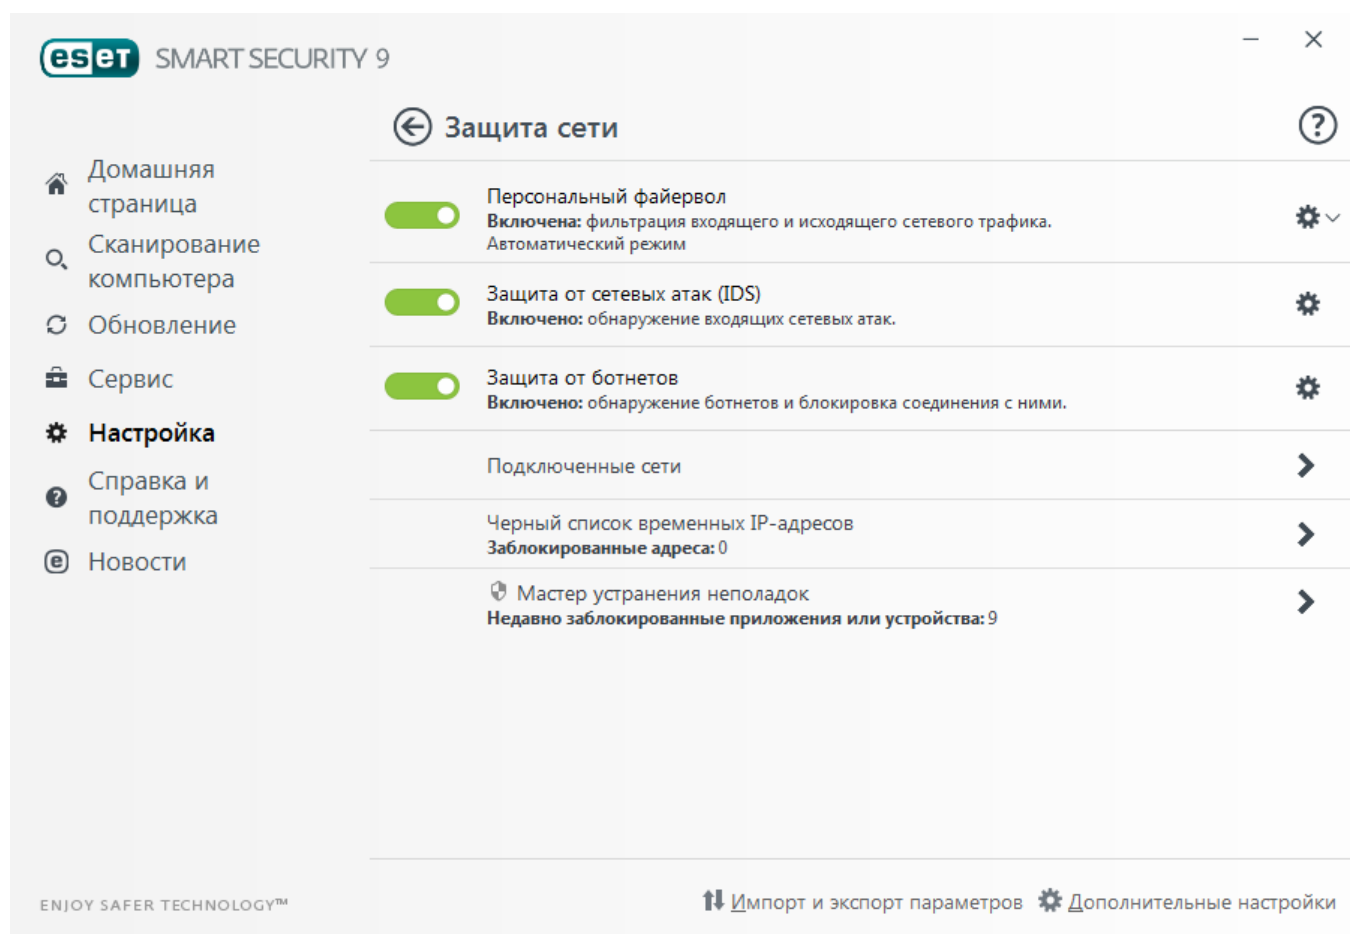 eset SMART SECURITY 9
Защита сети
?
Домашняя
страница
Сканирование
компьютера
Обновление
Сервис
Настройка
Справка и
поддержка
Новости
Персональный файервол
Включена: фильтрация входящего и исходящего сетевого трафика.
Автоматический режим
Защита от сетевых атак (IDS)
Включено: обнаружение входящих сетевых атак.
Защита от ботнетов
Включено: обнаружение ботнетов и блокировка соединения с ними.
Подключенные сети
Черный список временных IP-адресов
Заблокированные адреса: 0
Мастер устранения неполадок
Недавно заблокированные приложения или устройства: 9
ENJOY SAFER TECHNOLOGY™
Импорт и экспорт параметров Дополнительные настройки